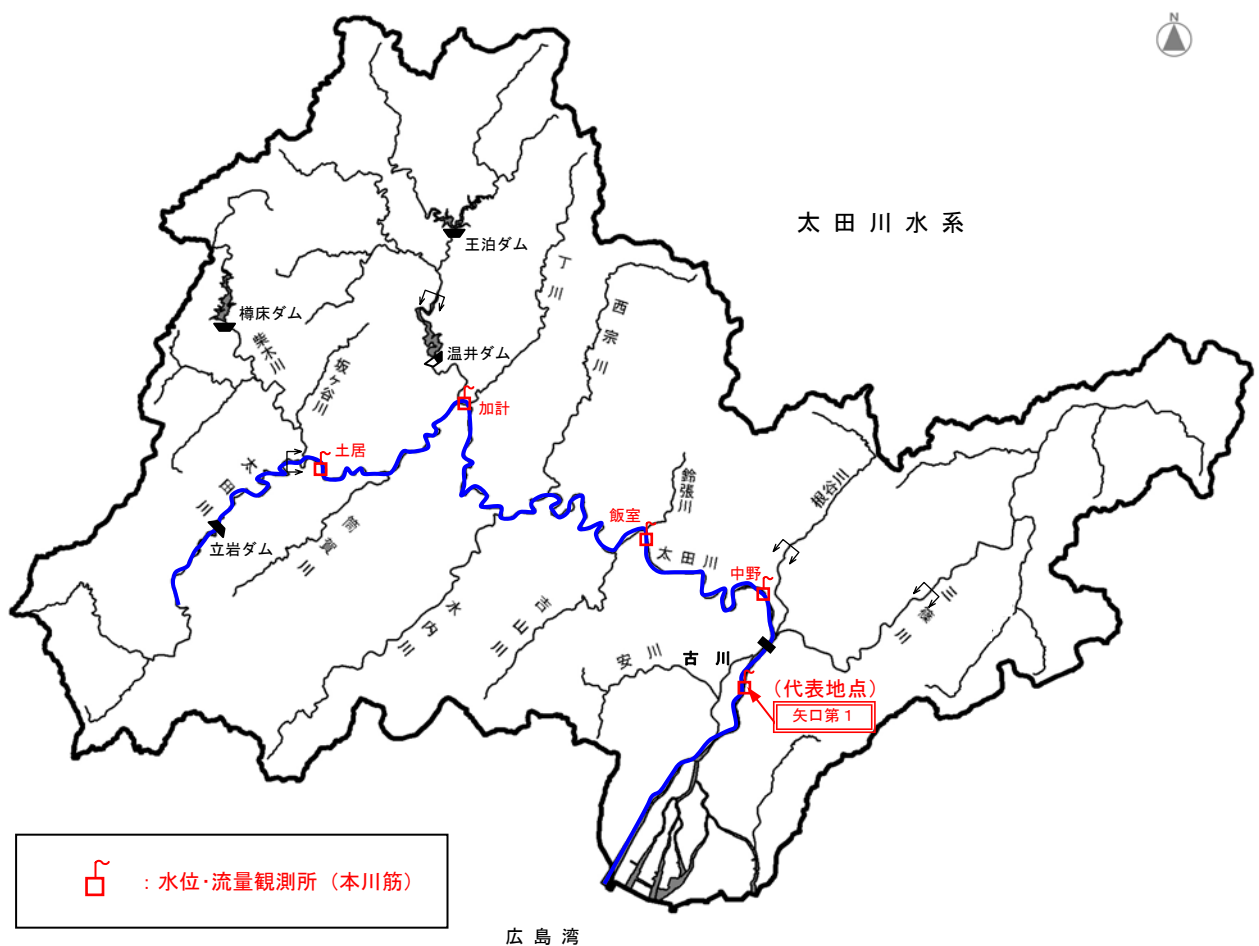 N
太田川水系
王泊ダム
丁川
西宗川
樽床ダム
柴木川
坂ヶ谷川
温井ダム
加計
土居
太田川
立岩ダム
筒賀川
鈴張川
根谷川
飯室
太田川
中野
水内川
吉山川
三篠川
安川
古川
(代表地点)
矢口第1
:水位・流量観測所(本川筋)
広島湾